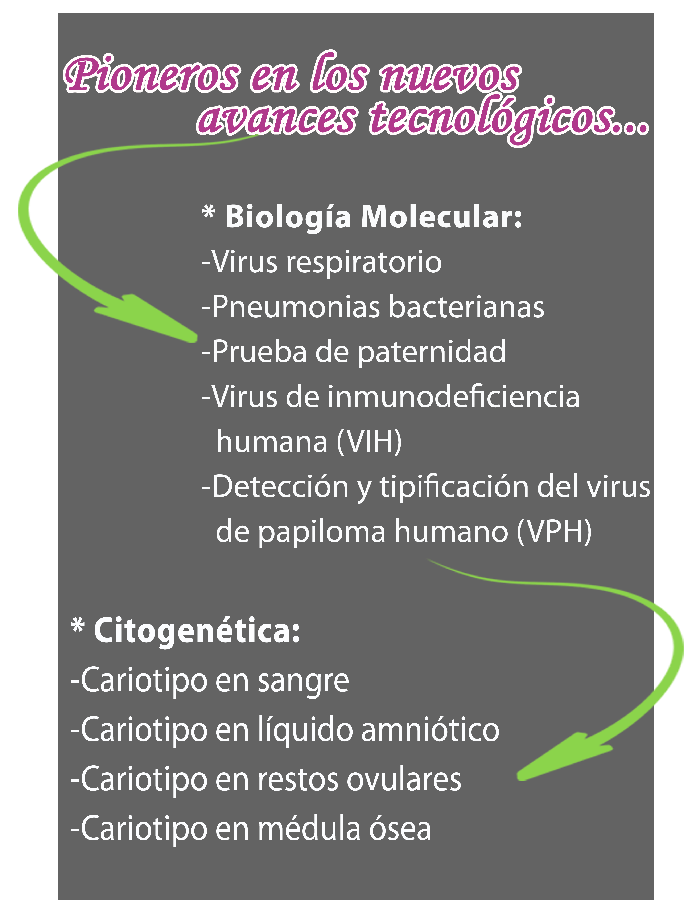 Pioneros en los nuevos
avances tecnológicos...
* Biología Molecular:
-Virus respiratorio
-Pneumonias bacterianas
-Prueba de paternidad
-Virus de inmunodeficiencia
humana (VIH)
-Detección y tipificación del virus
de papiloma humano (VPH)
* Citogenética:
-Cariotipo en sangre
-Cariotipo en líquido amniótico
-Cariotipo en restos ovulares
-Cariotipo en médula ósea